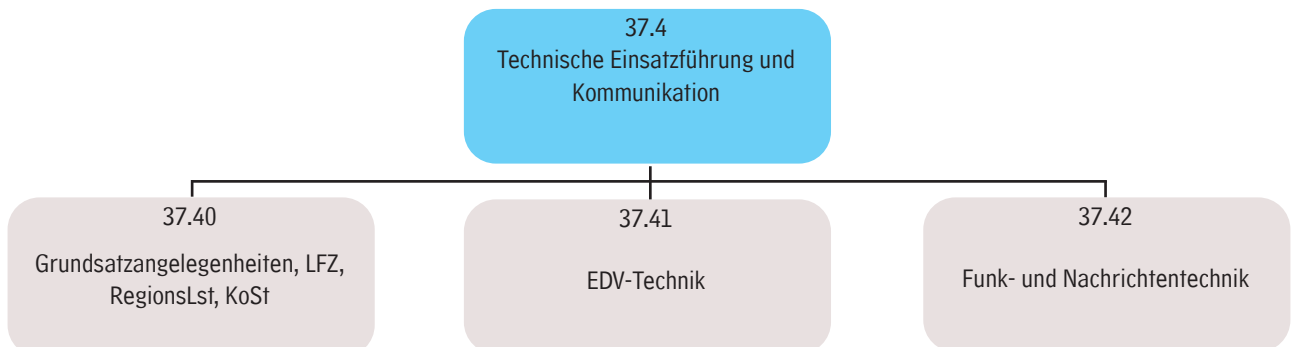 37.4
Technische Einsatzführung und
Kommunikation
37.40
Grundsatzangelegenheiten, LFZ,
RegionsLst, KoSt
37.41
EDV-Technik
37.42
Funk- und Nachrichtentechnik